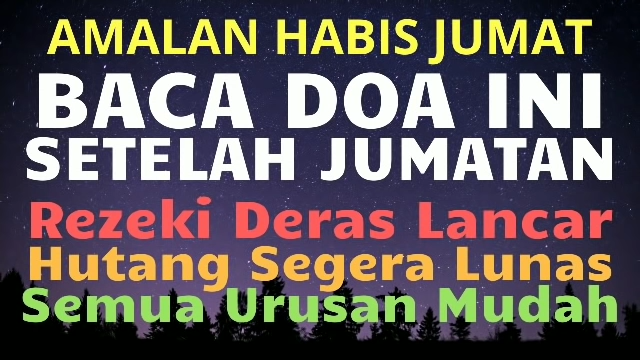 AMALAN HABIS JUMAT
BACA DOA INI
SETELAH JUMATAN
Rezeki Deras Lancar
Hutang Segera Lunas
Semua Urusan Mudah